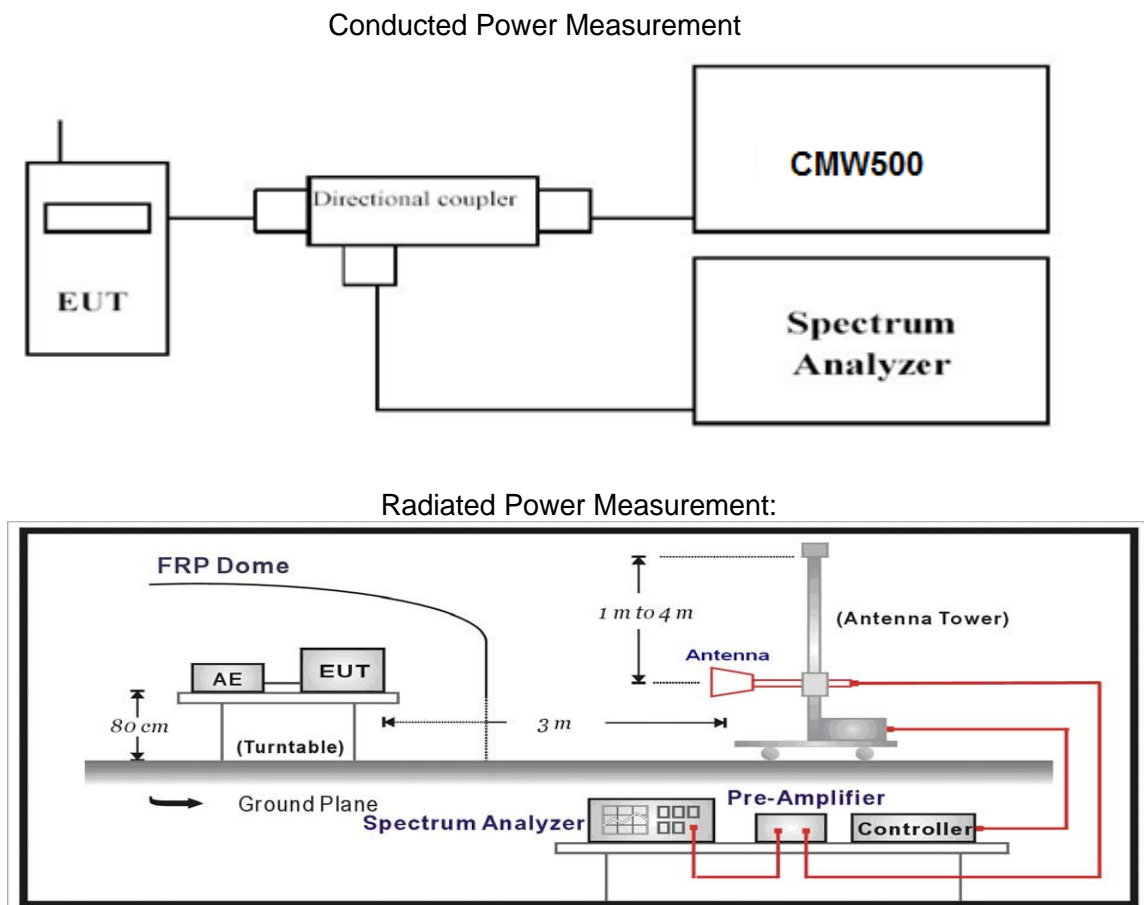 Conducted Power Measurement
CMW500
Directional coupler
EUT
Spectrum
Analyzer
Radiated Power Measurement:
FRP Dome
1 m to 4 m
(Antenna Tower)
Antenna
AE
EUT
80 cm
3 m
(Turntable)
Ground Plane
Pre-Amplifier
Spectrum Analyzer
Controller